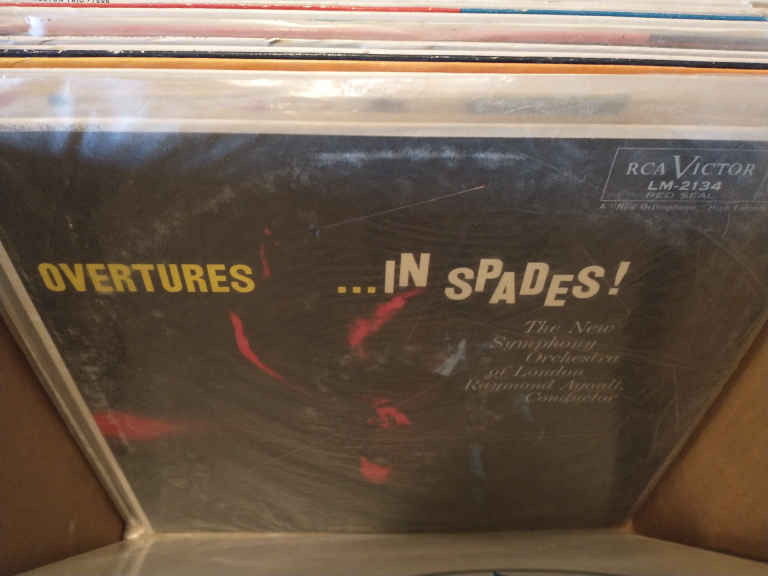 RCA VICTOR
LM-2134
RED SEAL
OVERTURES ...IN SPADES!
The New
Symphony
Orchestra
of London
Raymond Agoult,
Conductor